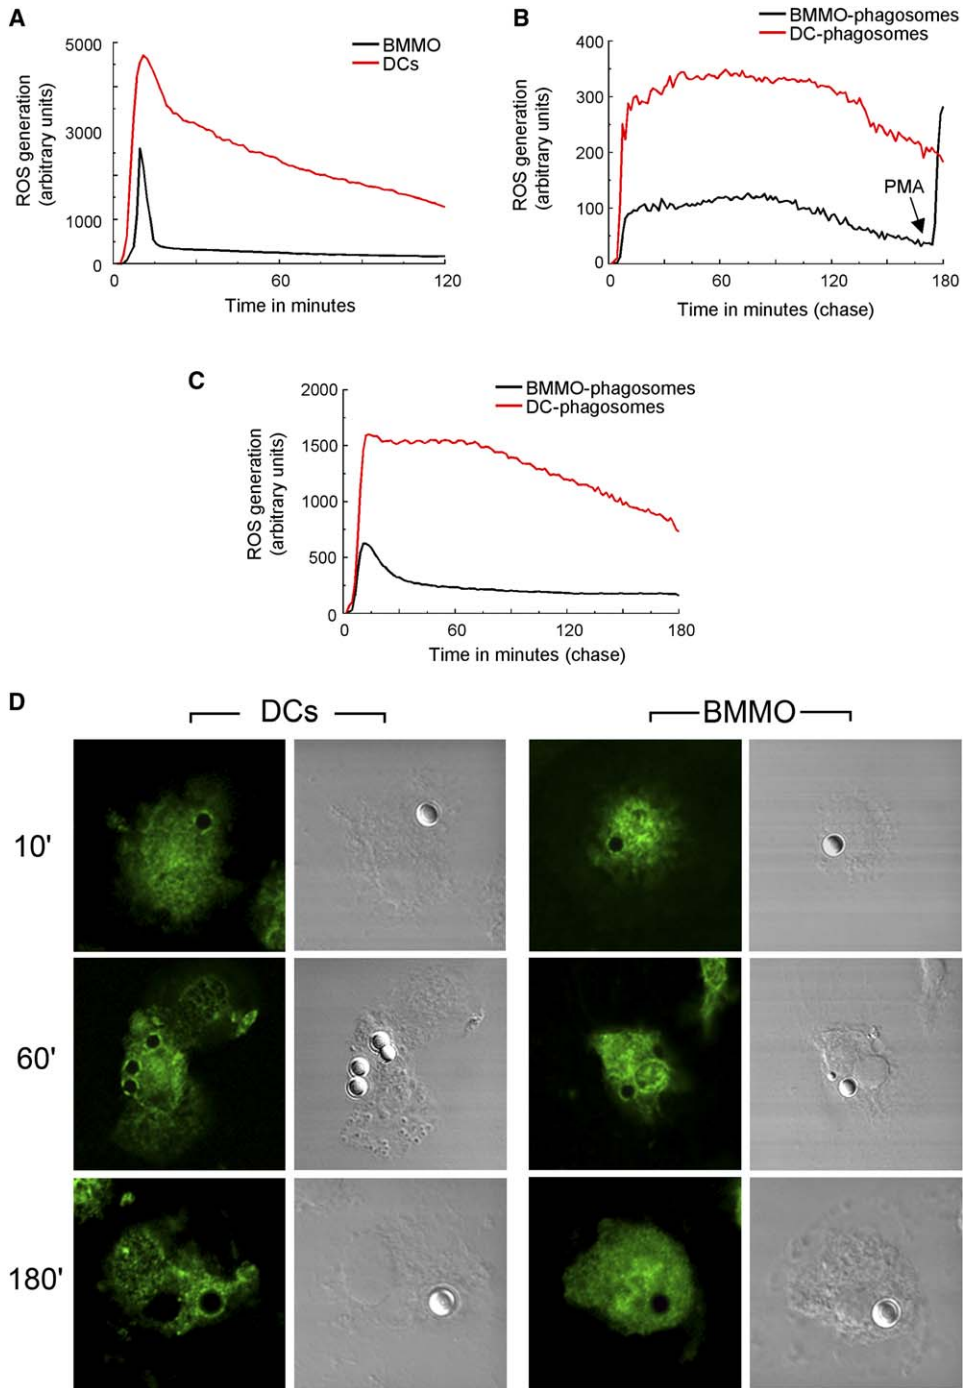 A
5000
3000
1000
0
ROS generation
(arbitrary units)
BMMO
DCs
0 60 120
Time in minutes
B
400
300
200
100
0
ROS generation
(arbitrary units)
BMMO-phagosomes
DC-phagosomes
PMA
0 60 120 180
Time in minutes (chase)
C
2000
1500
1000
500
0
ROS generation
(arbitrary units)
BMMO-phagosomes
DC-phagosomes
0 60 120 180
Time in minutes (chase)
D
DCs BMMO
10'
60'
180'